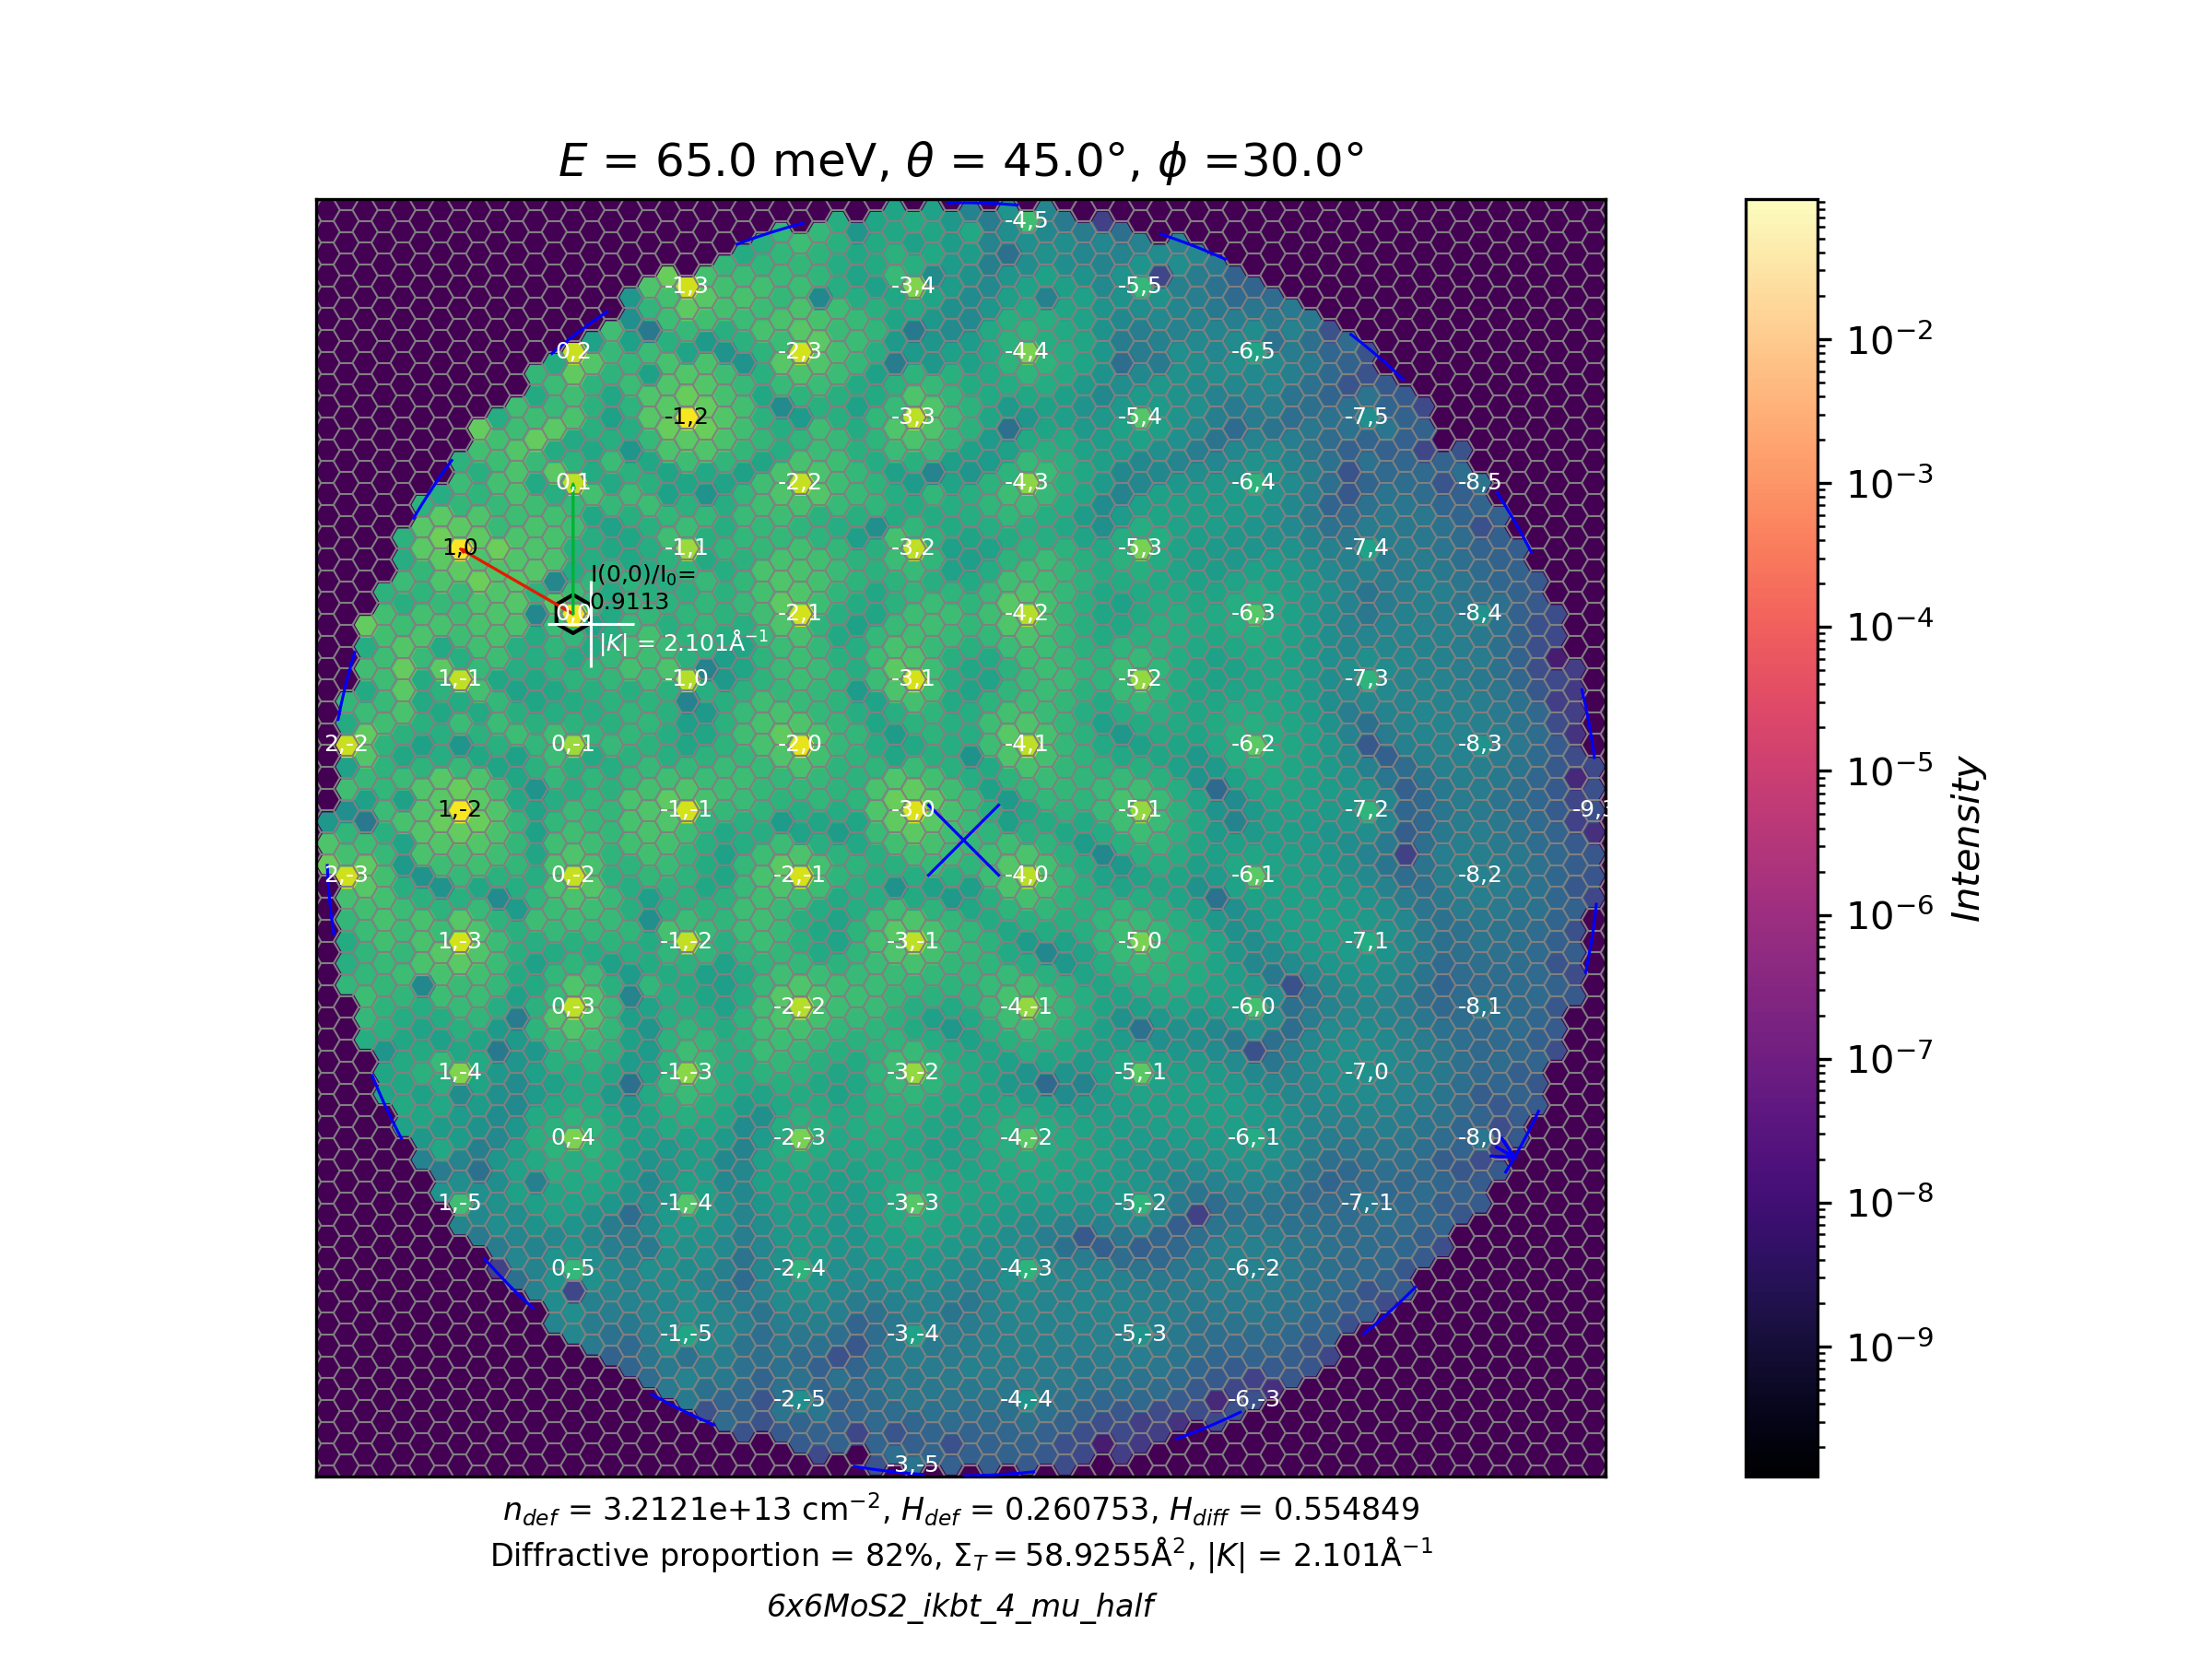 E = 65.0 meV, θ = 45.0°, ϕ =30.0°
-4,5
-1,3 -3,4 -5,5
0,2 -2,3 -4,4 -6,5
-1,2 -3,3 -5,4 -7,5
0,1 -2,2 -4,3 -6,4 -8,5
1,0 -1,1 -3,2 -5,3 -7,4
I(0,0)/I₀=
0.9113
0,0 -2,1 -4,2 -6,3 -8,4
|K| = 2.101Å⁻¹
1,-1 -1,0 -3,1 -5,2 -7,3
2,-2 0,-1 -2,0 -4,1 -6,2 -8,3
1,-2 -1,-1 -3,0 -5,1 -7,2 -9,3
2,-3 0,-2 -2,-1 -4,0 -6,1 -8,2
1,-3 -1,-2 -3,-1 -5,0 -7,1
0,-3 -2,-2 -4,-1 -6,0 -8,1
1,-4 -1,-3 -3,-2 -5,-1 -7,0
0,-4 -2,-3 -4,-2 -6,-1 -8,0
1,-5 -1,-4 -3,-3 -5,-2 -7,-1
0,-5 -2,-4 -4,-3 -6,-2
-1,-5 -3,-4 -5,-3
-2,-5 -4,-4 -6,-3
-3,-5
10⁻²
10⁻³
10⁻⁴
10⁻⁵
10⁻⁶
10⁻⁷
10⁻⁸
10⁻⁹
Intensity
n_def = 3.2121e+13 cm⁻², H_def = 0.260753, H_diff = 0.554849
Diffractive proportion = 82%, Σ_T = 58.9255Å², |K| = 2.101Å⁻¹
6x6MoS2_ikbt_4_mu_half